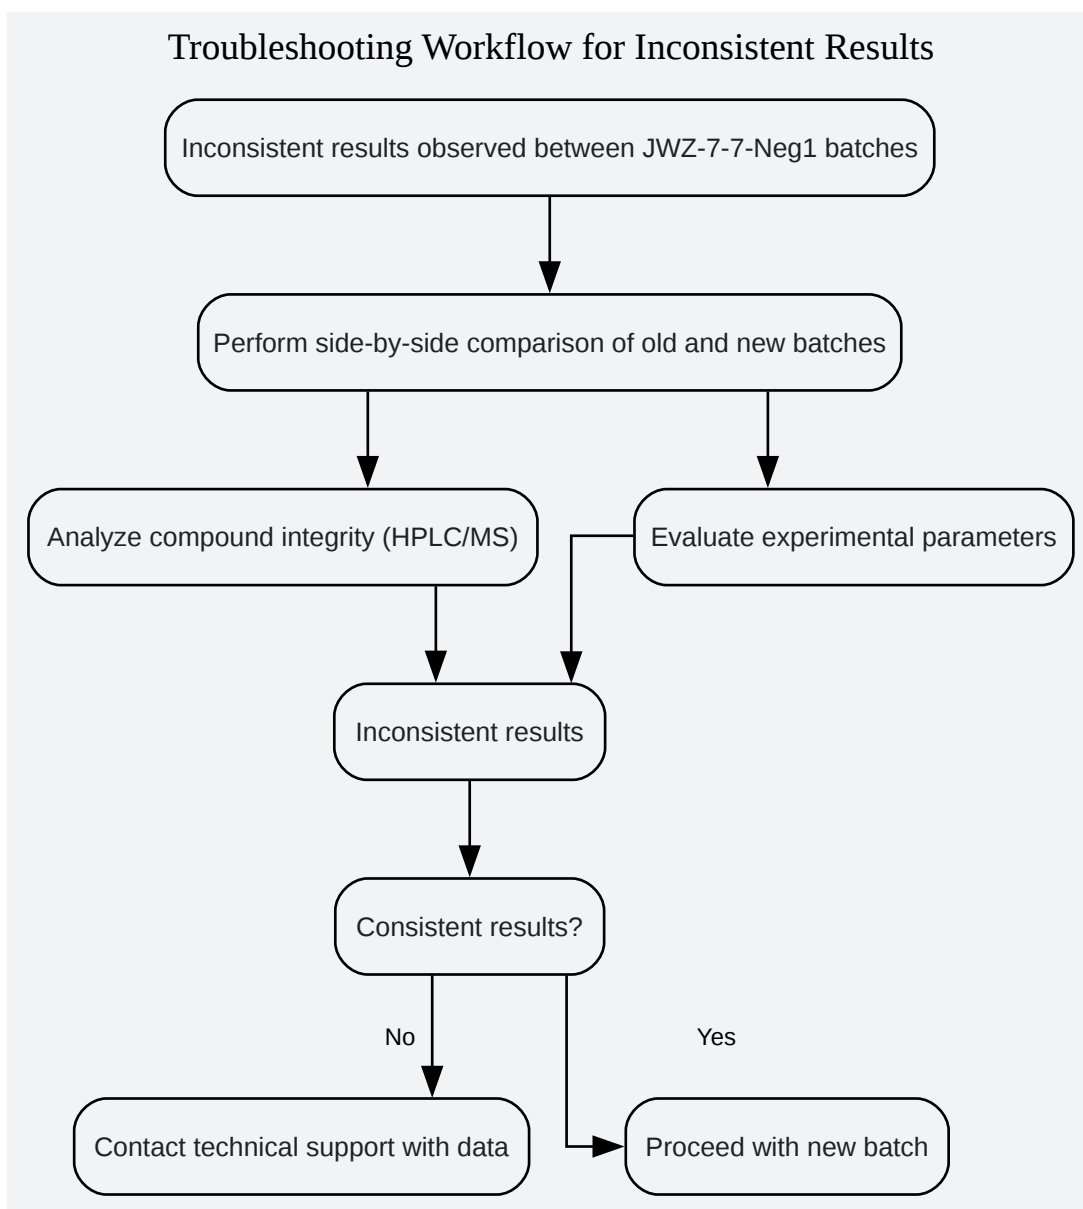 Troubleshooting Workflow for Inconsistent Results
Inconsistent results observed between JWZ-7-7-Neg1 batches
Perform side-by-side comparison of old and new batches
Analyze compound integrity (HPLC/MS)
Evaluate experimental parameters
Inconsistent results
Consistent results?
No
Yes
Contact technical support with data
Proceed with new batch